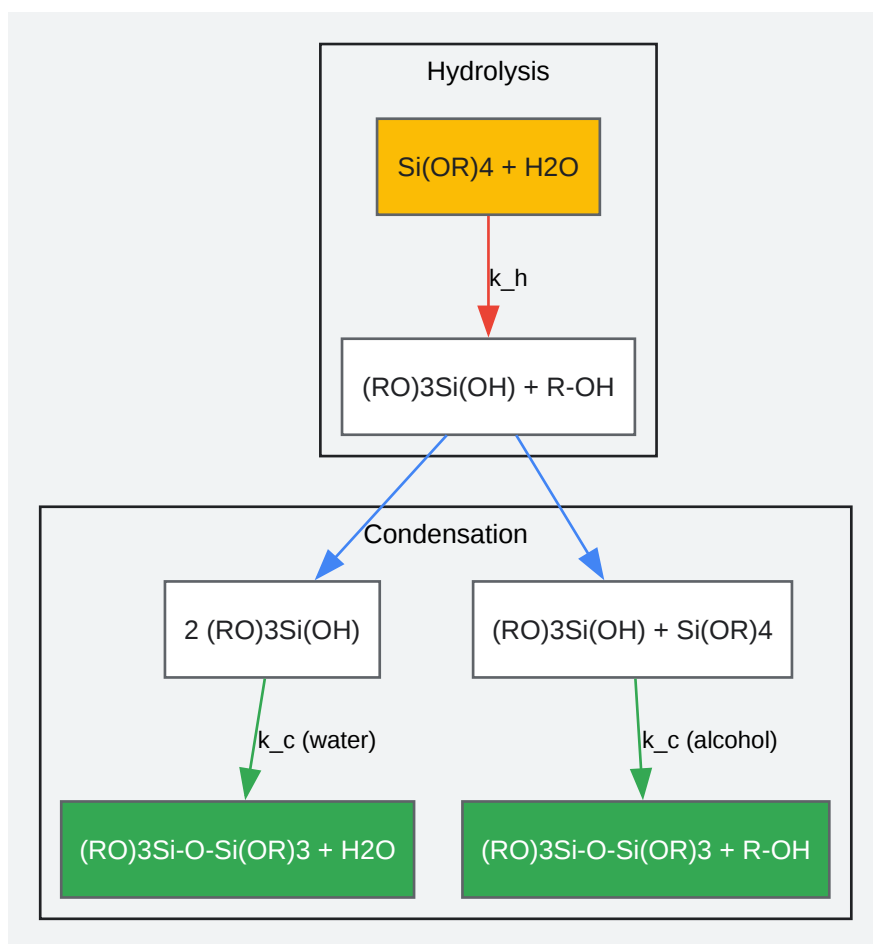 Hydrolysis
Si(OR)4 + H2O
k_h
(RO)3Si(OH) + R-OH
Condensation
2 (RO)3Si(OH)
(RO)3Si(OH) + Si(OR)4
k_c (water)
k_c (alcohol)
(RO)3Si-O-Si(OR)3 + H2O
(RO)3Si-O-Si(OR)3 + R-OH